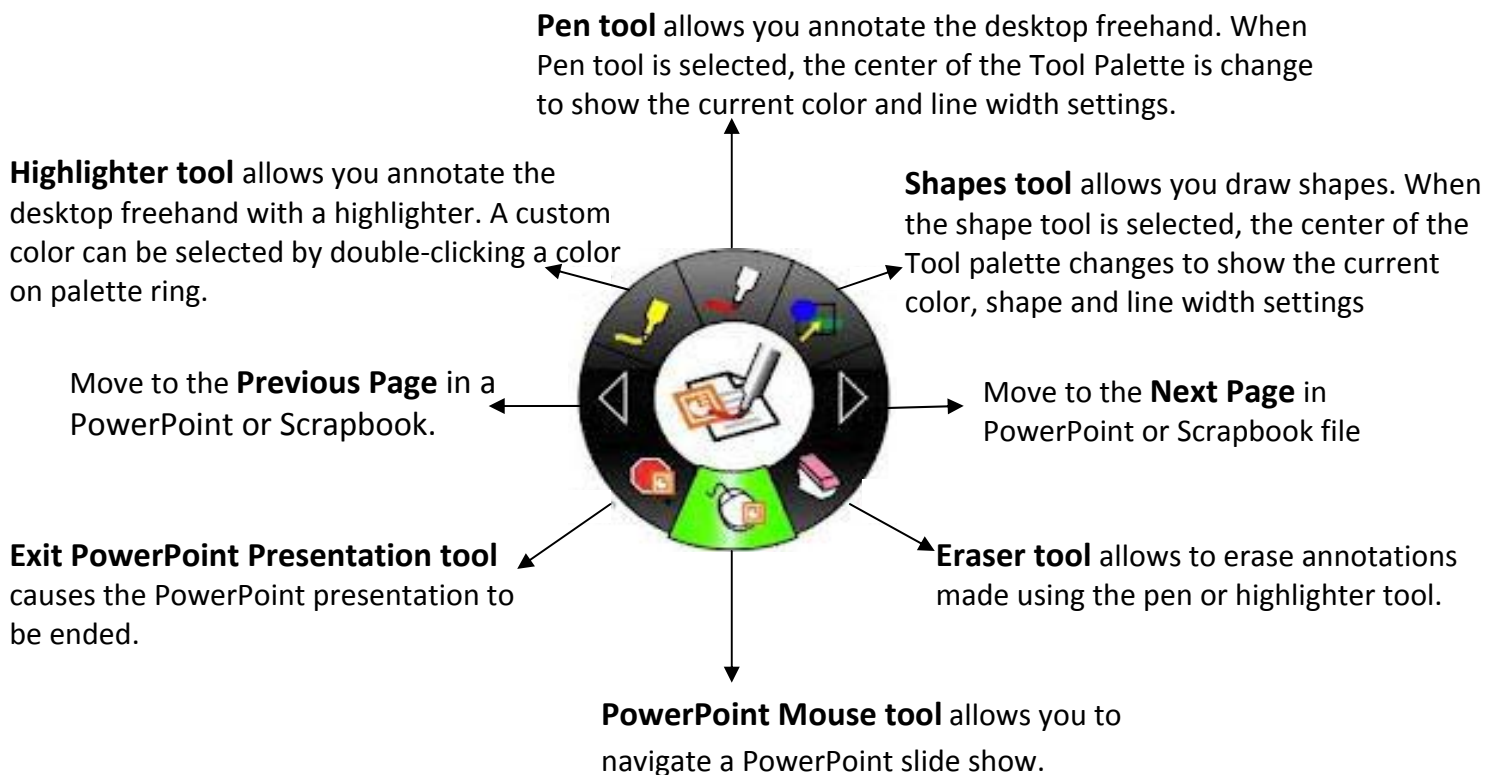 Pen tool allows you annotate the desktop freehand. When
Pen tool is selected, the center of the Tool Palette is change
to show the current color and line width settings.
Highlighter tool allows you annotate the
desktop freehand with a highlighter. A custom
color can be selected by double-clicking a color
on palette ring.
Shapes tool allows you draw shapes. When
the shape tool is selected, the center of the
Tool palette changes to show the current
color, shape and line width settings
Move to the Previous Page in a
PowerPoint or Scrapbook.
Move to the Next Page in
PowerPoint or Scrapbook file
Exit PowerPoint Presentation tool
causes the PowerPoint presentation to
be ended.
Eraser tool allows to erase annotations
made using the pen or highlighter tool.
PowerPoint Mouse tool allows you to
navigate a PowerPoint slide show.